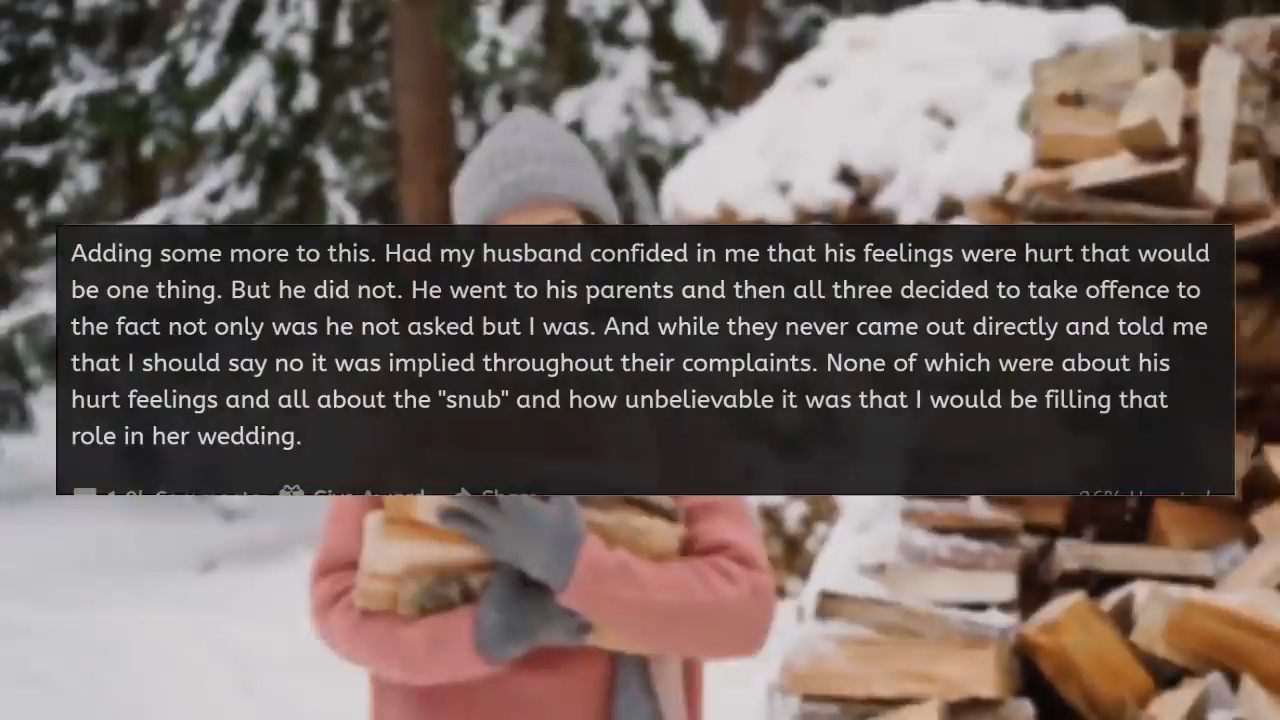 Adding some more to this. Had my husband confided in me that his feelings were hurt that would
be one thing. But he did not. He went to his parents and then all three decided to take offence to
the fact not only was he not asked but I was. And while they never came out directly and told me
that I should say no it was implied throughout their complaints. None of which were about his
hurt feelings and all about the "snub" and how unbelievable it was that I would be filling that
role in her wedding.